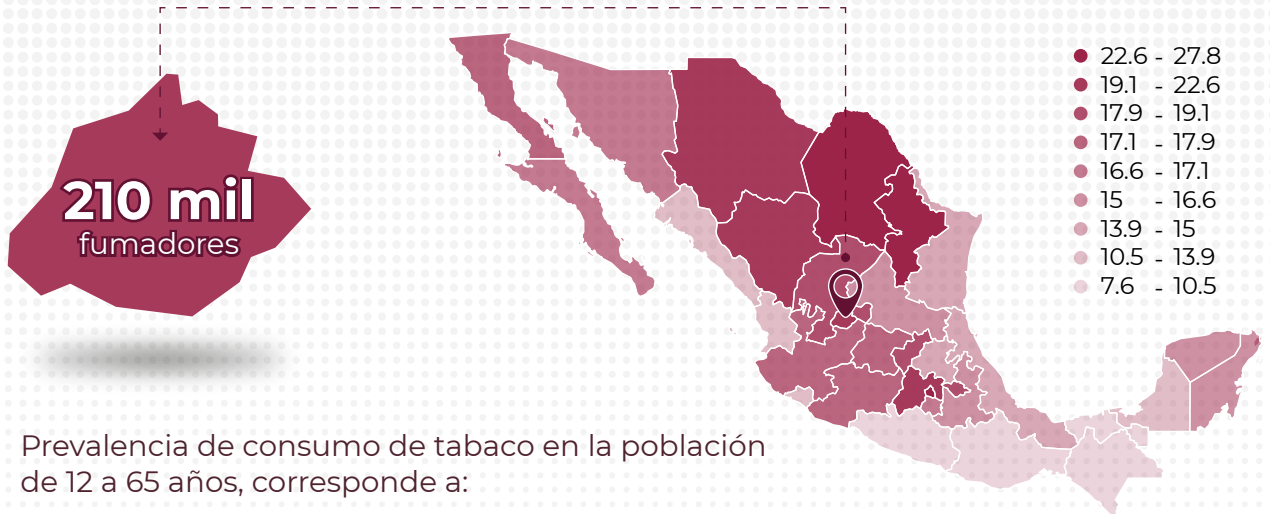 210 mil
fumadores
22.6 - 27.8
19.1 - 22.6
17.9 - 19.1
17.1 - 17.9
16.6 - 17.1
15 - 16.6
13.9 - 15
10.5 - 13.9
7.6 - 10.5
Prevalencia de consumo de tabaco en la población
de 12 a 65 años, corresponde a: